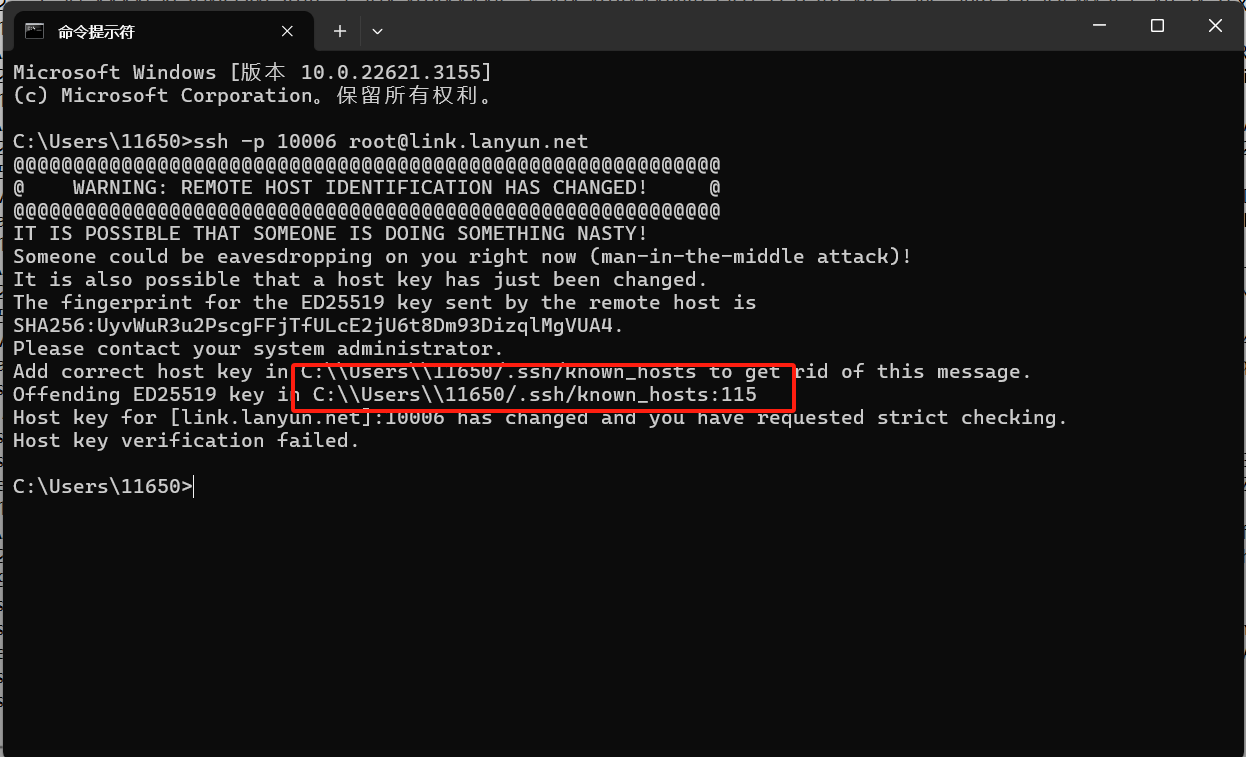 命令提示符
Microsoft Windows [版本 10.0.22621.3155]
(c) Microsoft Corporation。保留所有权利。
C:\Users\11650>ssh -p 10006 root@link.lanyun.net
@@@@@@@@@@@@@@@@@@@@@@@@@@@@@@@@@@@@@@@@@@@@@@@@@@@@@@@@@@@
@    WARNING: REMOTE HOST IDENTIFICATION HAS CHANGED!     @
@@@@@@@@@@@@@@@@@@@@@@@@@@@@@@@@@@@@@@@@@@@@@@@@@@@@@@@@@@@
IT IS POSSIBLE THAT SOMEONE IS DOING SOMETHING NASTY!
Someone could be eavesdropping on you right now (man-in-the-middle attack)!
It is also possible that a host key has just been changed.
The fingerprint for the ED25519 key sent by the remote host is
SHA256:UyvWuR3u2PscgFFjTfULcE2jU6t8Dm93DizqlMgVUA4.
Please contact your system administrator.
Add correct host key in C:\\Users\\11650/.ssh/known_hosts to get rid of this message.
Offending ED25519 key in C:\\Users\\11650/.ssh/known_hosts:115
Host key for [link.lanyun.net]:10006 has changed and you have requested strict checking.
Host key verification failed.
C:\Users\11650>